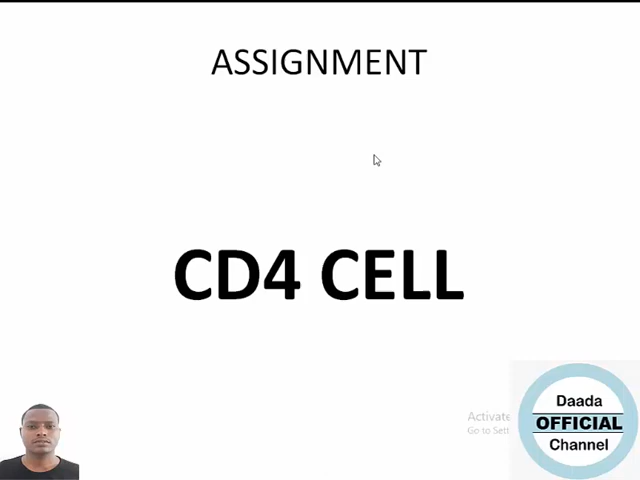 ASSIGNMENT
CD4 CELL
Activate
Go to Sett
Daada
OFFICIAL
Channel